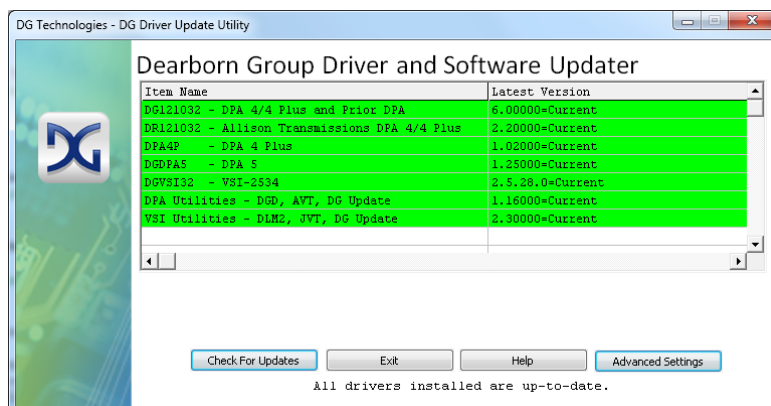 DG Technologies - DG Driver Update Utility
Dearborn Group Driver and Software Updater
Item Name Latest Version
DG121032 - DPA 4/4 Plus and Prior DPA 6.00000=Current
DR121032 - Allison Transmissions DPA 4/4 Plus 2.20000=Current
DPA4P - DPA 4 Plus 1.02000=Current
DGDPA5 - DPA 5 1.25000=Current
DGVSI32 - VSI-2534 2.5.28.0=Current
DPA Utilities - DGD, AVT, DG Update 1.16000=Current
VSI Utilities - DLM2, JVT, DG Update 2.30000=Current
DG
Check For Updates Exit Help Advanced Settings
All drivers installed are up-to-date.